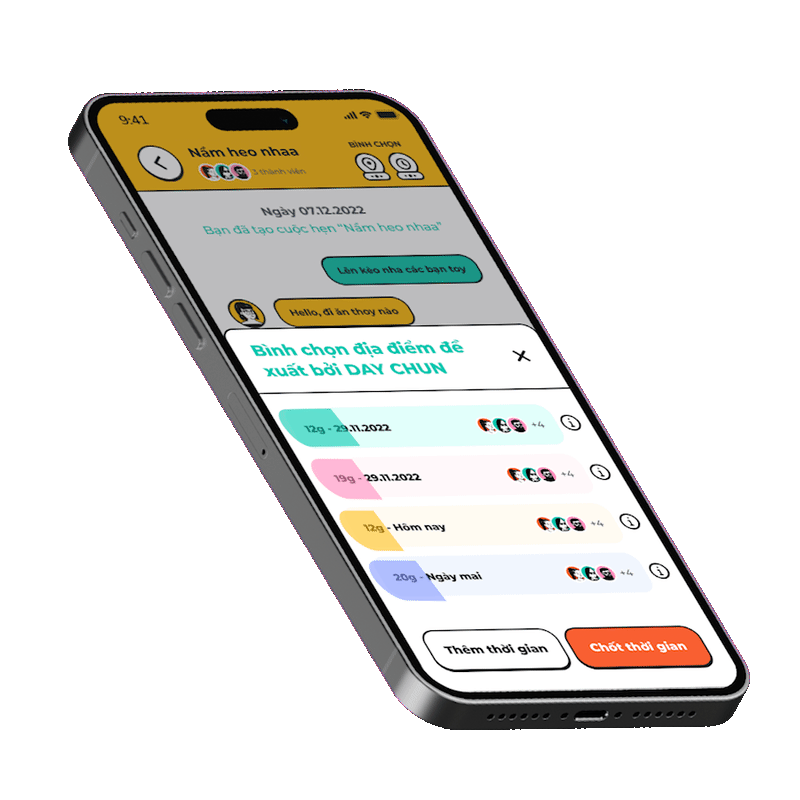 9:41
Nầm heo nhaa
3 thành viên
BÌNH CHỌN
Ngày 07.12.2022
Bạn đã tạo cuộc hẹn “Nầm heo nhaa”
Lên kèo nha các bạn toy
Hello, đi ăn thoy nào
Bình chọn địa điểm đề
xuất bởi DAY CHUN
12g - 29.11.2022
+4
19g - 29.11.2022
+4
12g - Hôm nay
+4
20g - Ngày mai
+4
Thêm thời gian
Chốt thời gian